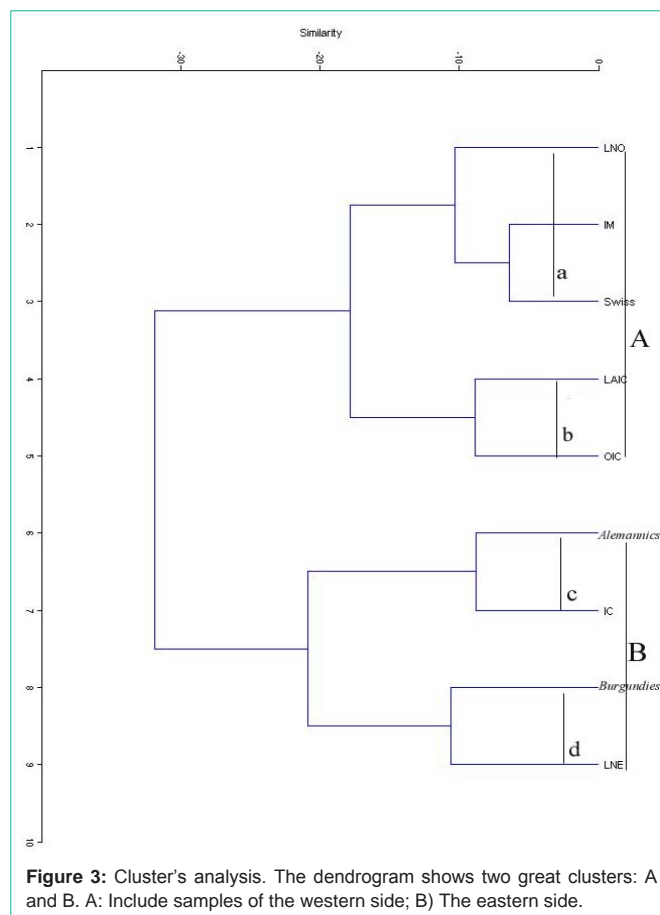 Similarity
-30
-20
-10
0
1
2
3
4
5
6
7
8
9
10
LNO
IM
a
Swiss
A
LAIC
b
OIC
Alemannics
c
IC
B
Burgundies
d
LNE
Figure 3: Cluster's analysis. The dendrogram shows two great clusters: A
and B. A: Include samples of the western side; B) The eastern side.